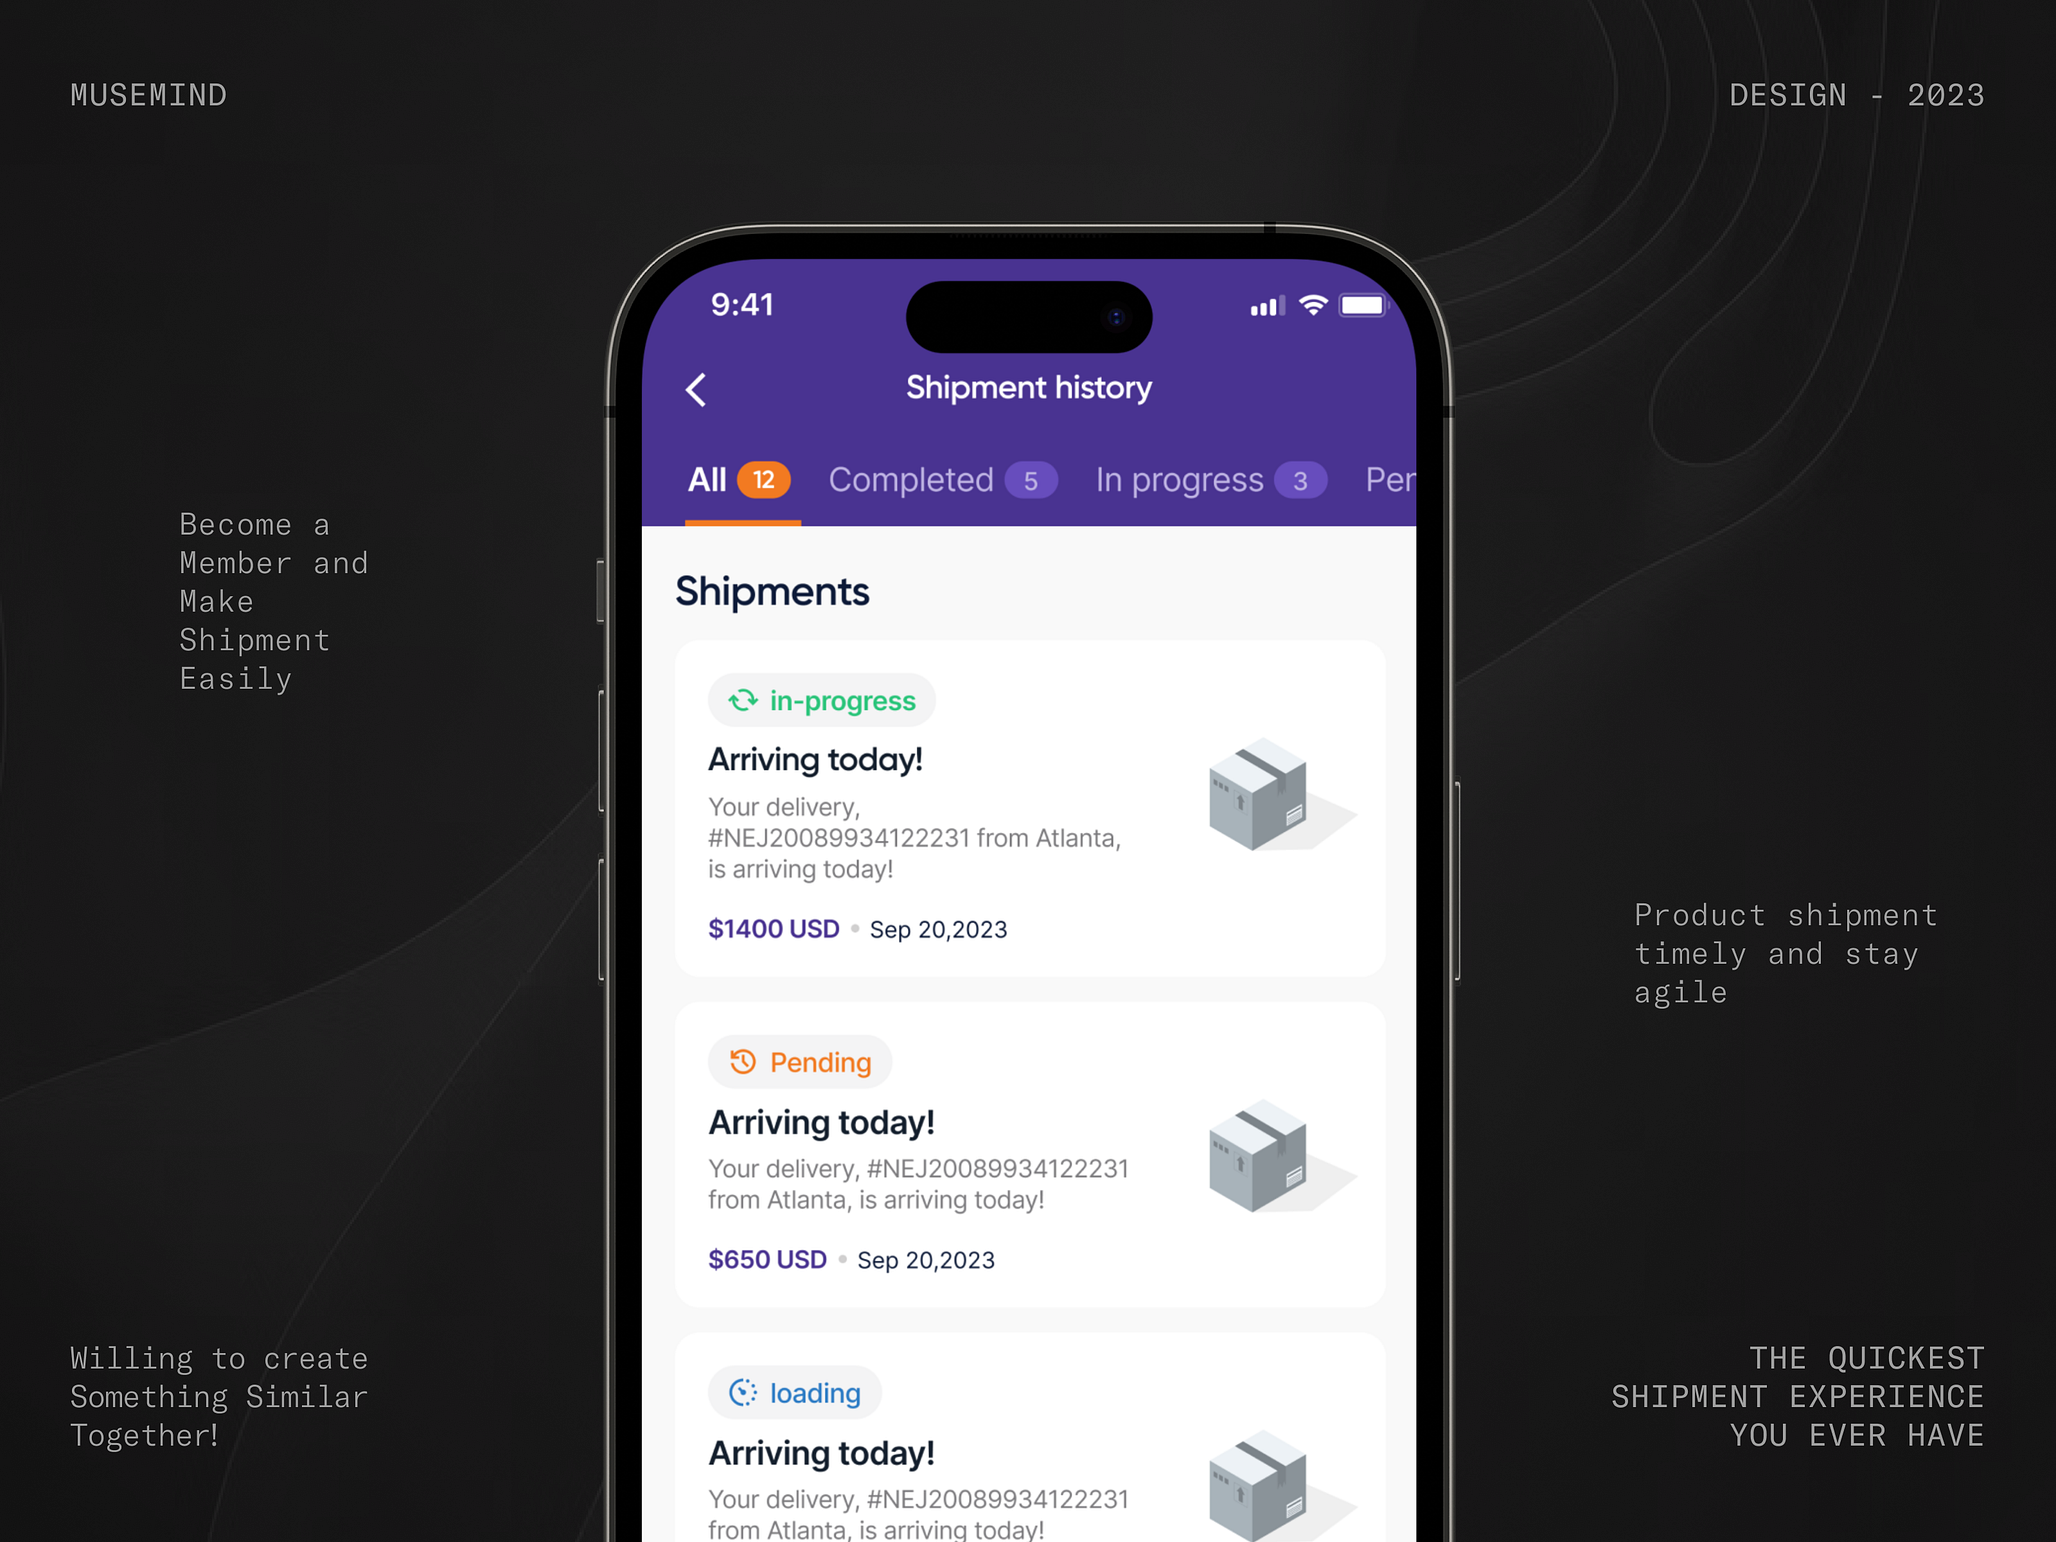 MUSEMIND
DESIGN - 2023
9:41
Shipment history
All 12 Completed 5 In progress 3 Per
Become a
Member and
Make
Shipment
Easily
Shipments
in-progress
Arriving today!
Your delivery,
#NEJ20089934122231 from Atlanta,
is arriving today!
$1400 USD • Sep 20,2023
Product shipment
timely and stay
agile
Pending
Arriving today!
Your delivery, #NEJ20089934122231
from Atlanta, is arriving today!
$650 USD • Sep 20,2023
loading
Arriving today!
Your delivery, #NEJ20089934122231
from Atlanta, is arriving today!
Willing to create
Something Similar
Together!
THE QUICKEST
SHIPMENT EXPERIENCE
YOU EVER HAVE